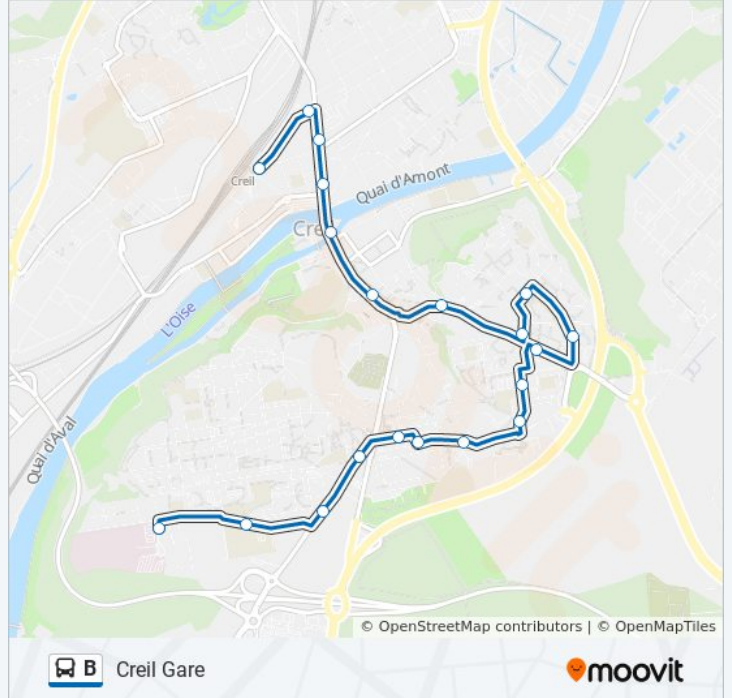 Quai d'Amont
Creil
Cre
L'Oise
Quai d'Aval
© OpenStreetMap contributors | © OpenMapTiles
B Creil Gare
moovit